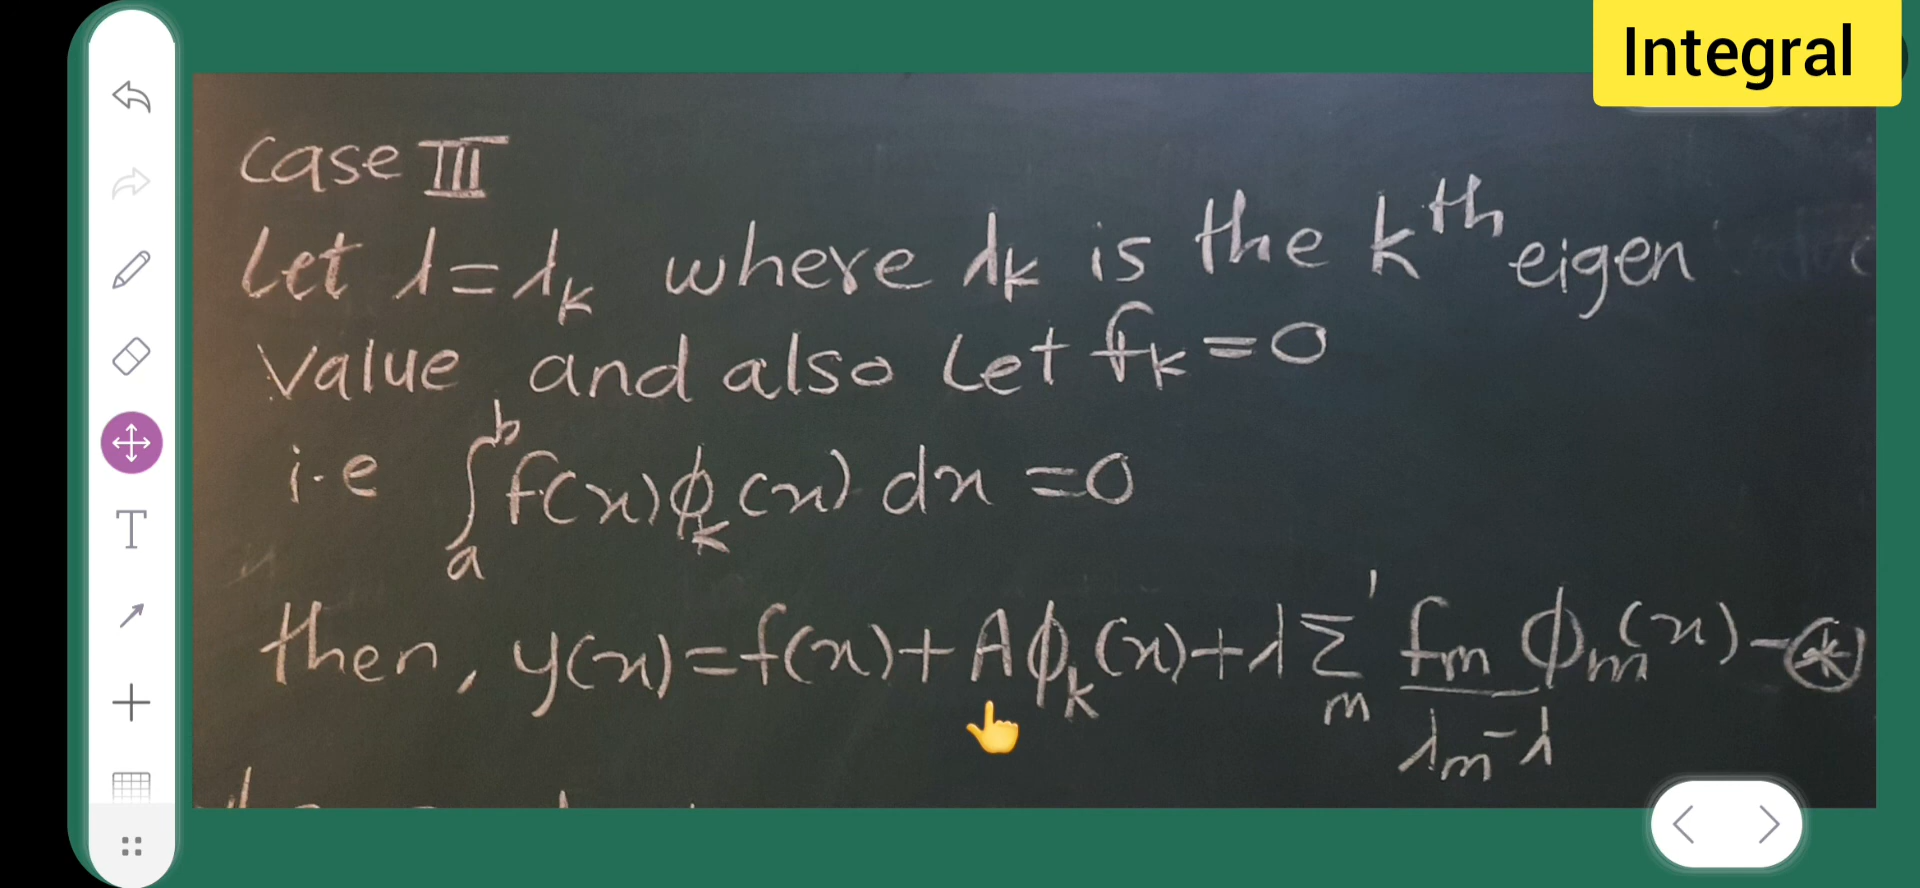 Integral
Case III
Let λ=λₖ where λₖ is the kᵗʰ eigen
value and also Let fₖ=0
i.e ∫ₐᵇ f(x)ϕₖ(x) dx =0
then, y(x)=f(x)+Aϕₖ(x)+λΣ'ₘ fₘ/(λₘ-λ) ϕₘ(x)-⊛
T